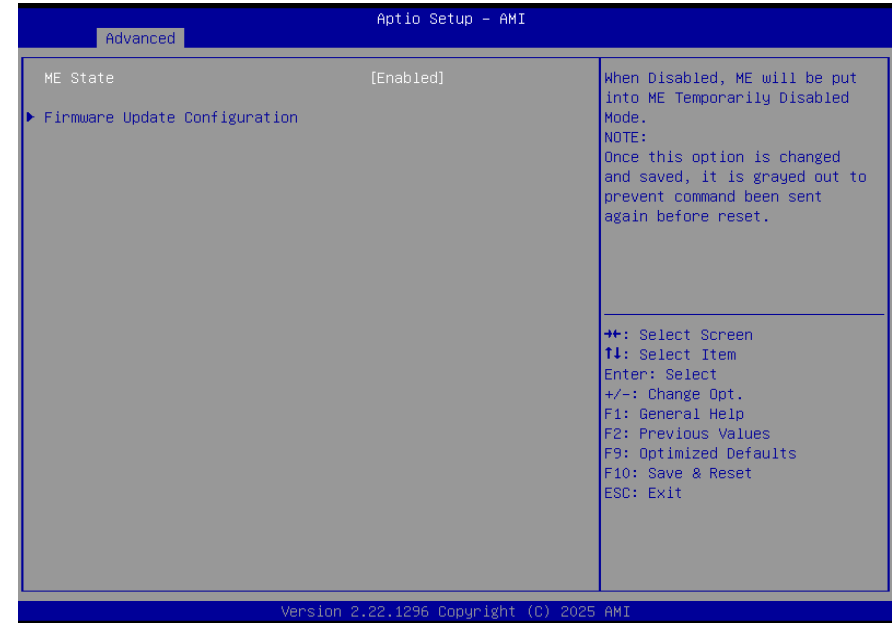 Aptio Setup – AMI
Advanced
ME State [Enabled]
Firmware Update Configuration
When Disabled, ME will be put
into ME Temporarily Disabled
Mode.
NOTE:
Once this option is changed
and saved, it is grayed out to
prevent command been sent
again before reset.
→←: Select Screen
↑↓: Select Item
Enter: Select
+/-: Change Opt.
F1: General Help
F2: Previous Values
F9: Optimized Defaults
F10: Save & Reset
ESC: Exit
Version 2.22.1296 Copyright (C) 2025 AMI